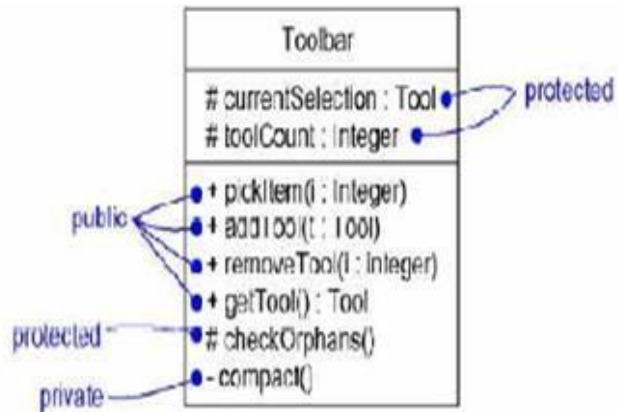 Toolbar
# currentSelection : Tool
protected
# toolCount : Integer
+ pickItem(i : Integer)
public
+ addTool(t : Tool)
+ removeTool(i : Integer)
+ getTool() : Tool
protected
# checkOrphans()
- compact()
private